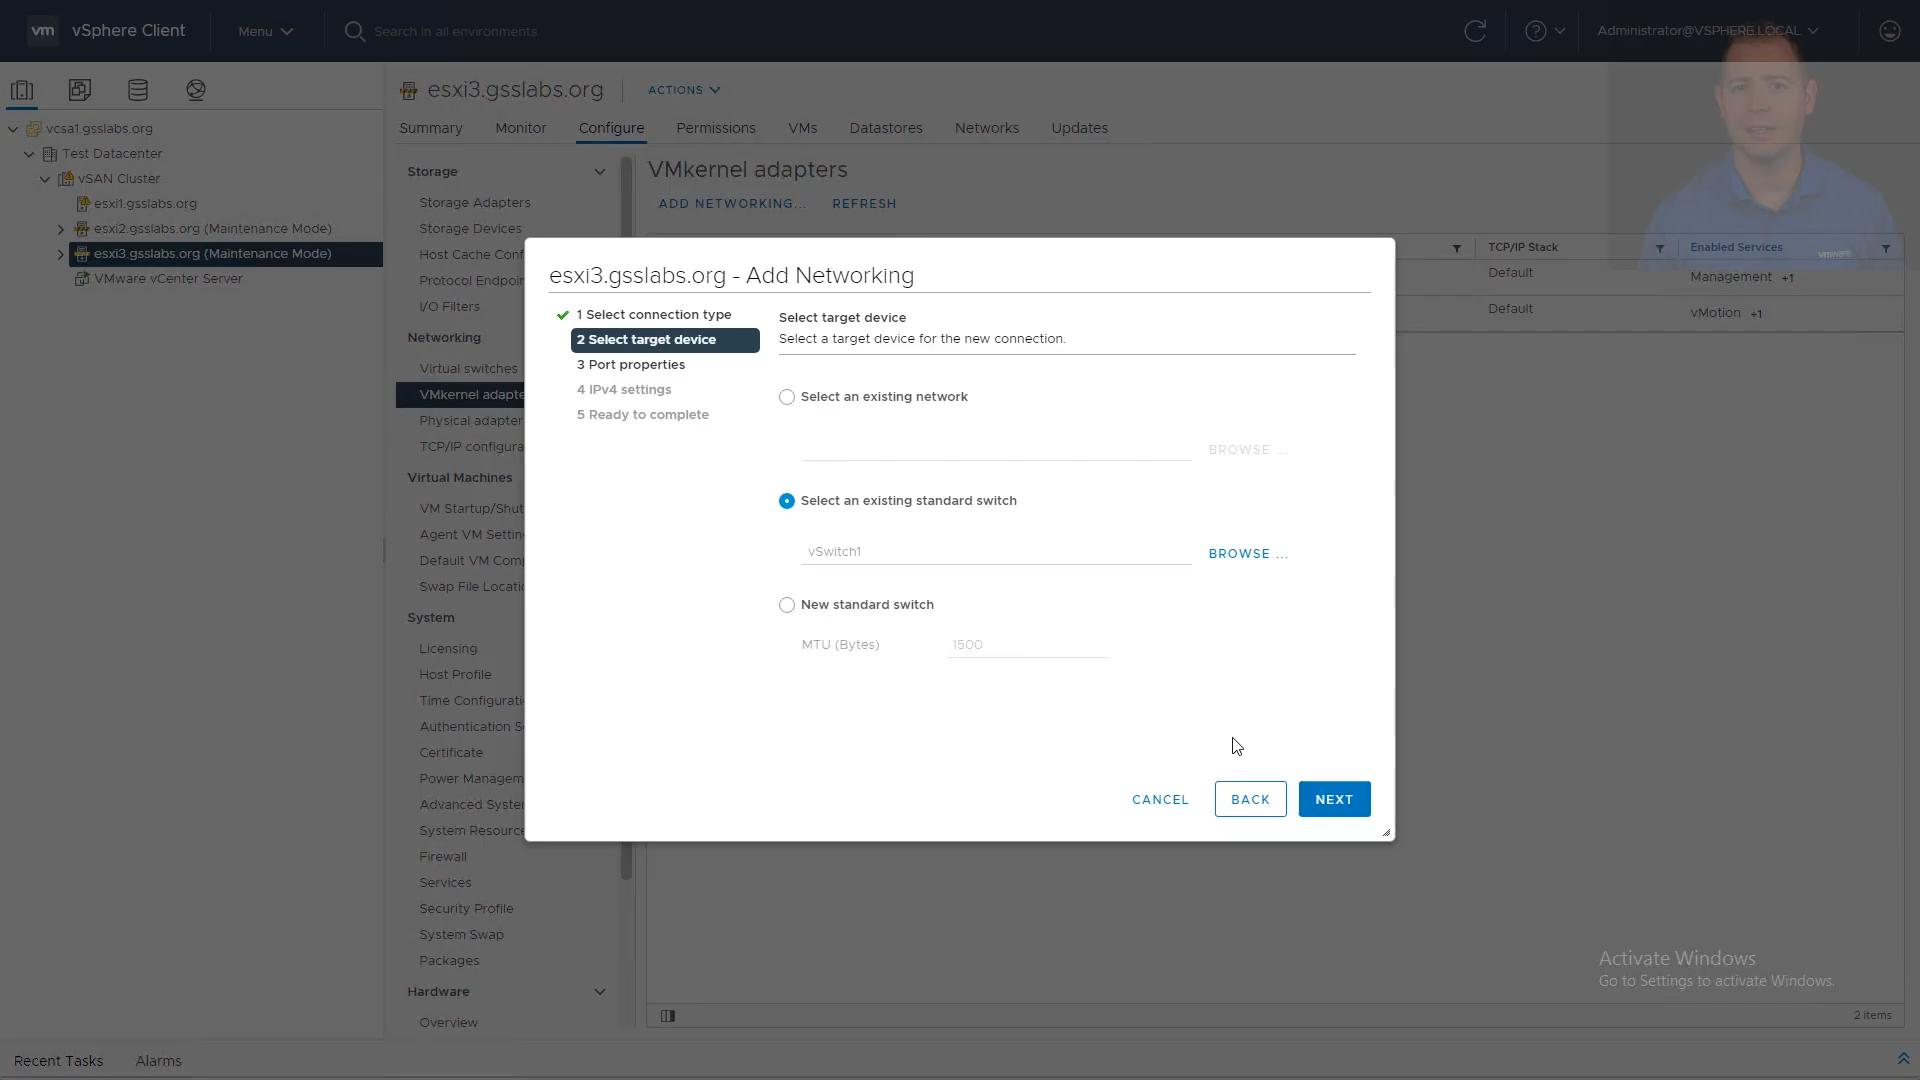 vm vSphere Client Menu Search in all environments Administrator@VSPHERE.LOCAL
esxi3.gsslabs.org ACTIONS
Summary Monitor Configure Permissions VMs Datastores Networks Updates
vcsa1.gsslabs.org
Test Datacenter
vSAN Cluster
esxi1.gsslabs.org
esxi2.gsslabs.org (Maintenance Mode)
esxi3.gsslabs.org (Maintenance Mode)
VMware vCenter Server
Storage
Storage Adapters
Storage Devices
Host Cache Conf
Protocol Endpoin
I/O Filters
Networking
Virtual switches
VMkernel adapte
Physical adapter
TCP/IP configura
Virtual Machines
VM Startup/Shut
Agent VM Settin
Default VM Com
Swap File Locati
System
Licensing
Host Profile
Time Configurati
Authentication S
Certificate
Power Managem
Advanced Syste
System Resource
Firewall
Services
Security Profile
System Swap
Packages
Hardware
Overview
VMkernel adapters
ADD NETWORKING... REFRESH
TCP/IP Stack Enabled Services
Default Management +1
Default vMotion +1
vmware
esxi3.gsslabs.org - Add Networking
1 Select connection type
2 Select target device
3 Port properties
4 IPv4 settings
5 Ready to complete
Select target device
Select a target device for the new connection.
Select an existing network
BROWSE ...
Select an existing standard switch
vSwitch1 BROWSE ...
New standard switch
MTU (Bytes) 1500
CANCEL BACK NEXT
Activate Windows
Go to Settings to activate Windows.
2 items
Recent Tasks Alarms